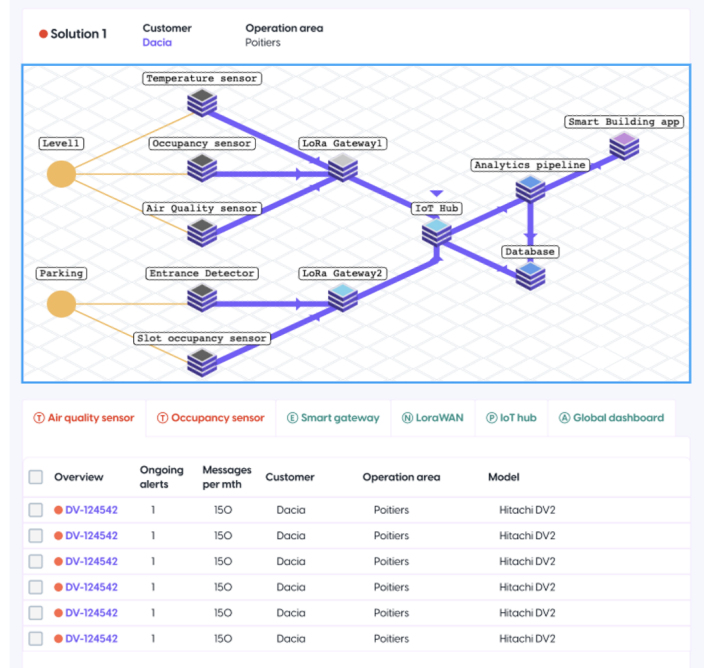 Solution 1
Customer
Dacia
Operation area
Poitiers
Temperature sensor
Smart Building app
Level1
Occupancy sensor
LoRa Gateway1
Analytics pipeline
Air Quality sensor
IoT Hub
Database
Parking
Entrance Detector
LoRa Gateway2
Slot occupancy sensor
T Air quality sensor
T Occupancy sensor
E Smart gateway
N LoraWAN
P IoT hub
A Global dashboard
Overview
Ongoing
alerts
Messages
per mth
Customer
Operation area
Model
DV-124542 1 150 Dacia Poitiers Hitachi DV2
DV-124542 1 150 Dacia Poitiers Hitachi DV2
DV-124542 1 150 Dacia Poitiers Hitachi DV2
DV-124542 1 150 Dacia Poitiers Hitachi DV2
DV-124542 1 150 Dacia Poitiers Hitachi DV2
DV-124542 1 150 Dacia Poitiers Hitachi DV2